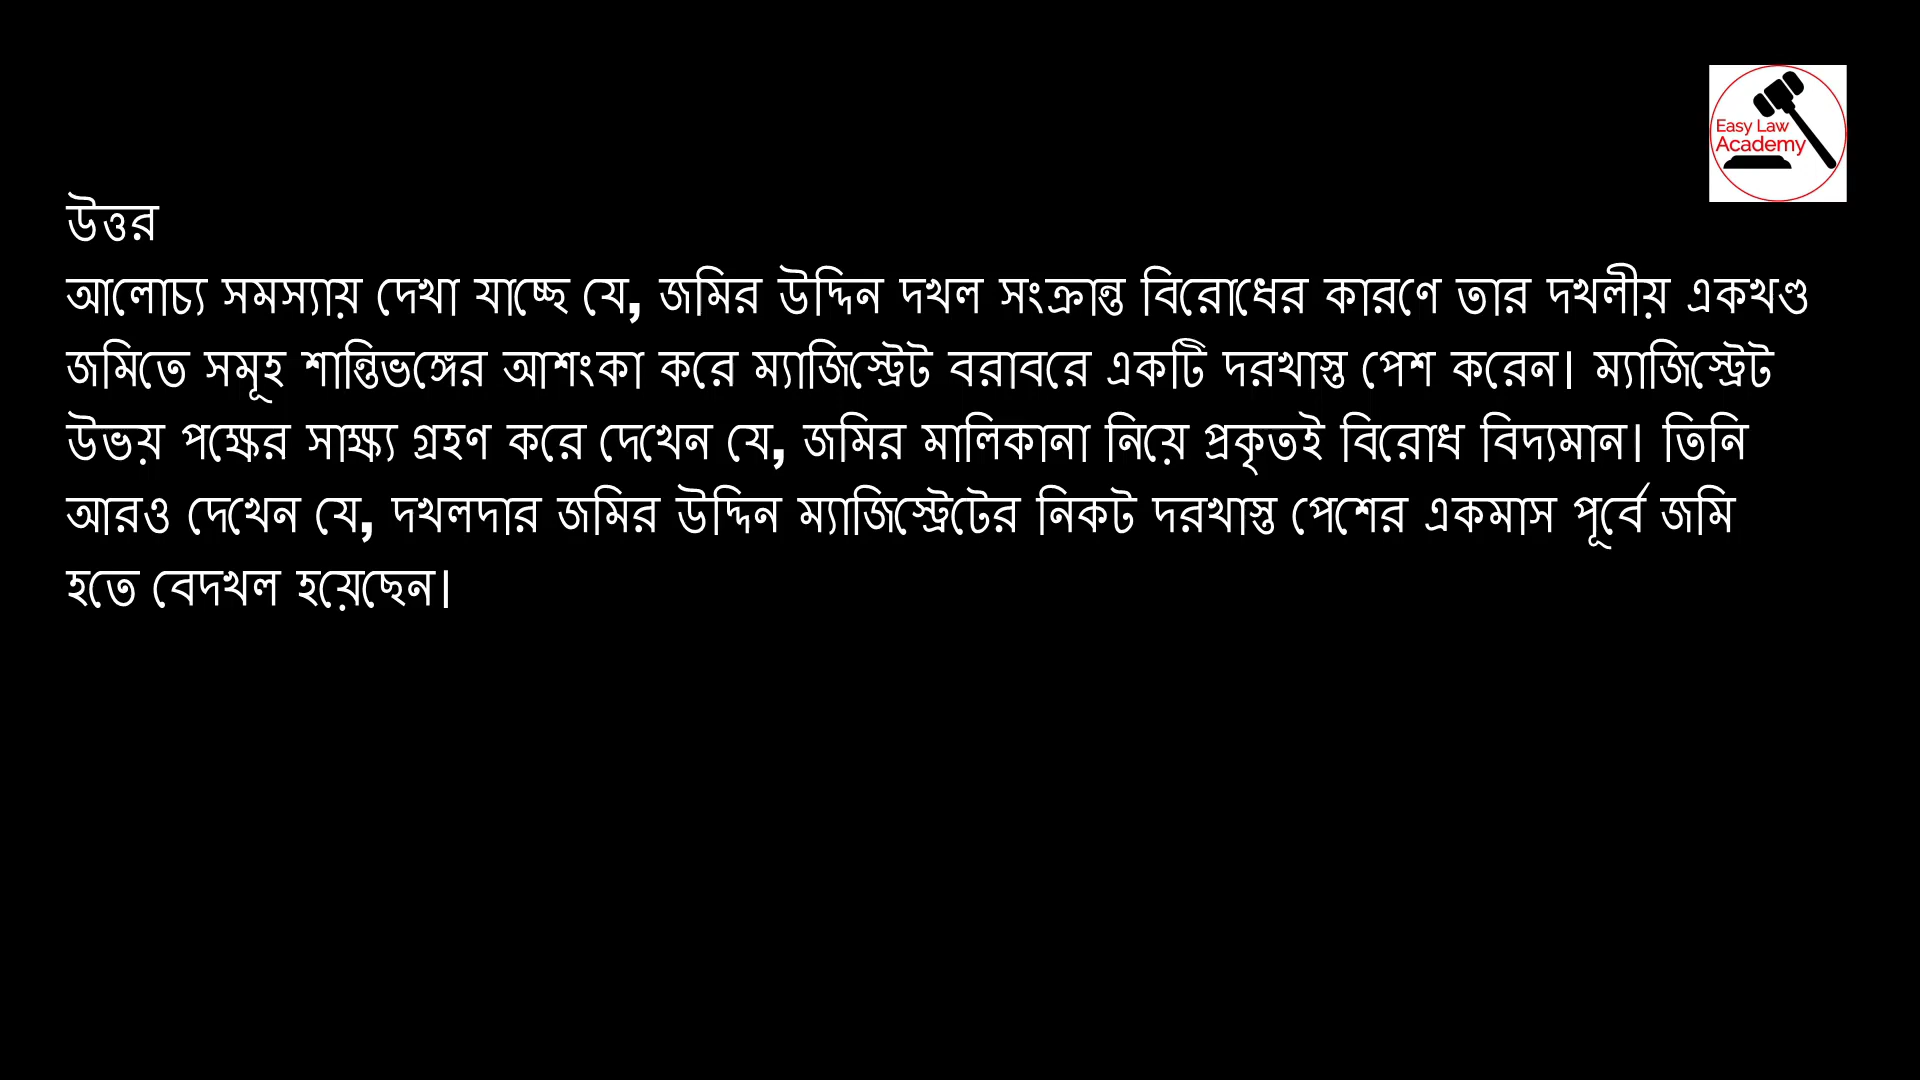 Easy Law
Academy
উত্তর
আলোচ্য সমস্যায় দেখা যাচ্ছে যে, জমির উদ্দিন দখল সংক্রান্ত বিরোধের কারণে তার দখলীয় একখণ্ড
জমিতে সমূহ শান্তিভঙ্গের আশংকা করে ম্যাজিস্ট্রেট বরাবরে একটি দরখাস্ত পেশ করেন। ম্যাজিস্ট্রেট
উভয় পক্ষের সাক্ষ্য গ্রহণ করে দেখেন যে, জমির মালিকানা নিয়ে প্রকৃতই বিরোধ বিদ্যমান। তিনি
আরও দেখেন যে, দখলদার জমির উদ্দিন ম্যাজিস্ট্রেটের নিকট দরখাস্ত পেশের একমাস পূর্বে জমি
হতে বেদখল হয়েছেন।